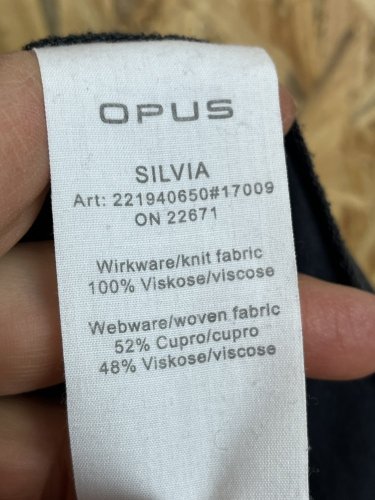 OPUS
SILVIA
Art: 221940650#17009
ON 22671
Wirkware/knit fabric
100% Viskose/viscose
Webware/woven fabric
52% Cupro/cupro
48% Viskose/viscose